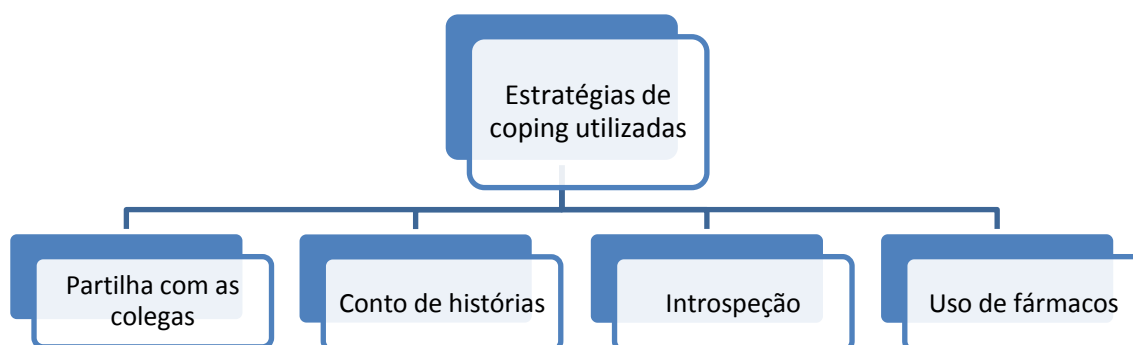 Estratégias de
coping utilizadas
Partilha com as
colegas
Conto de histórias
Introspeção
Uso de fármacos